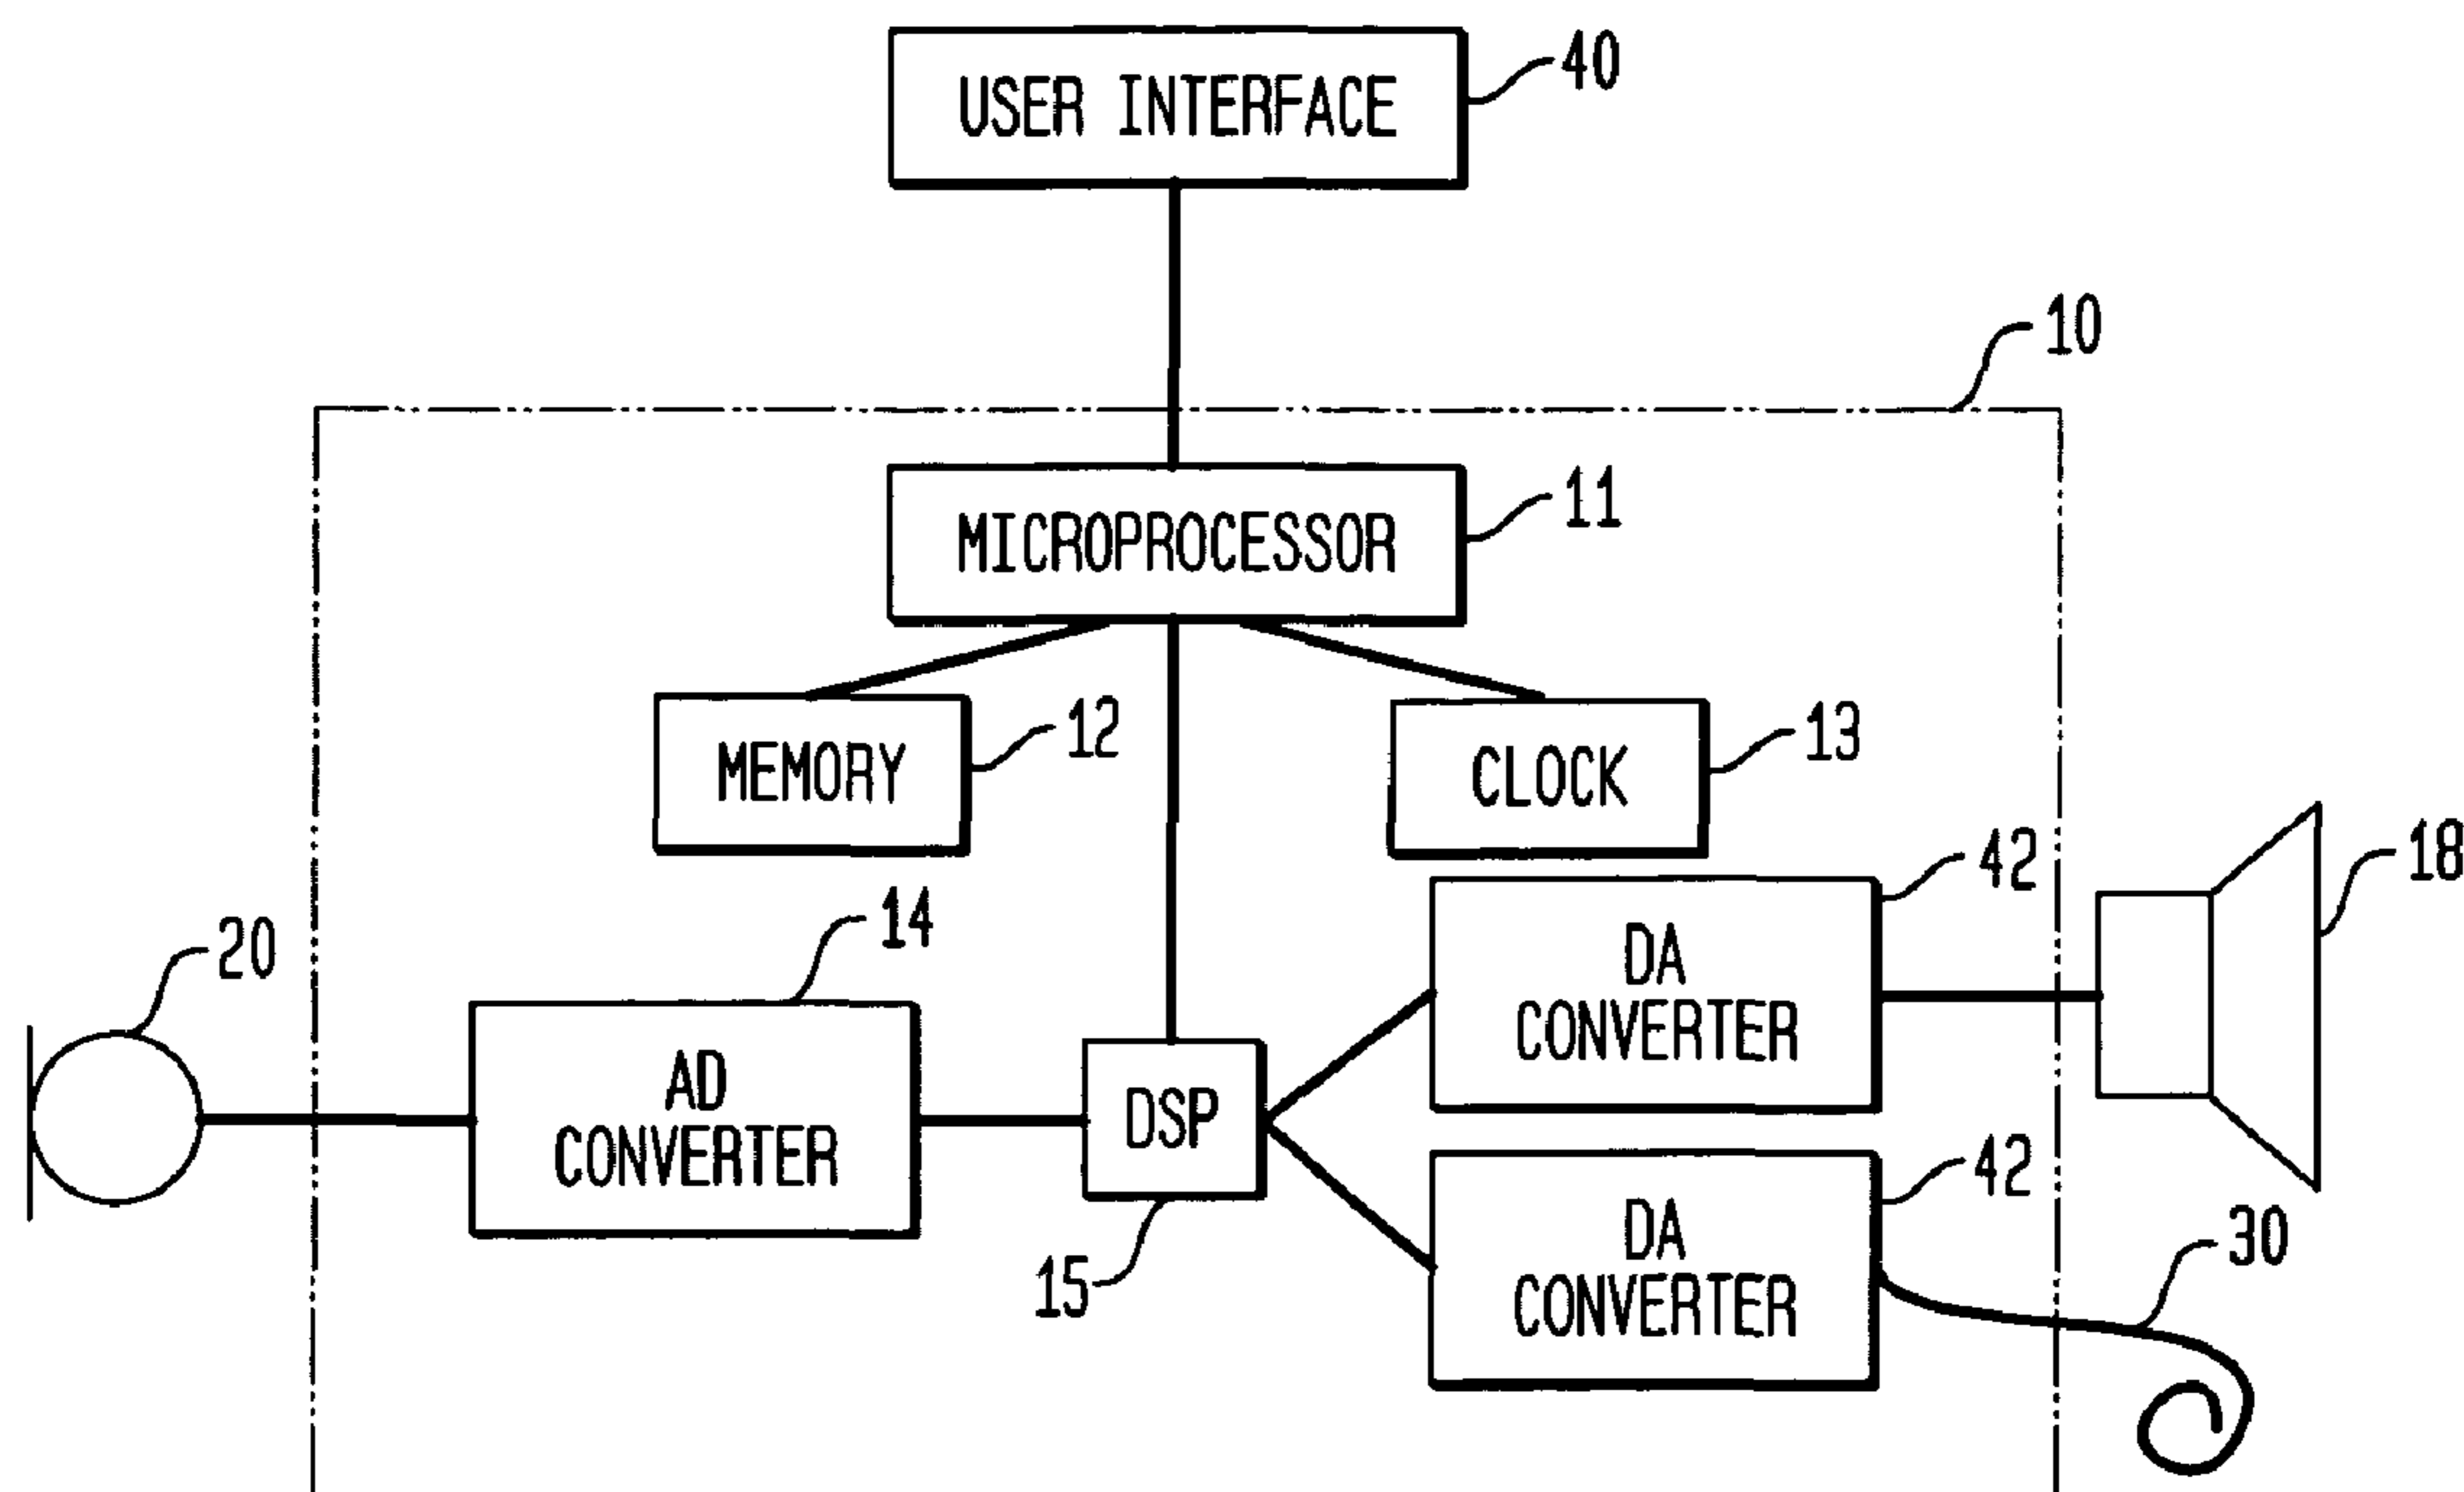 USER INTERFACE
40
10
MICROPROCESSOR
11
MEMORY
12
CLOCK
13
42
18
14
20
DA
CONVERTER
AD
CONVERTER
DSP
42
15
DA
CONVERTER
30